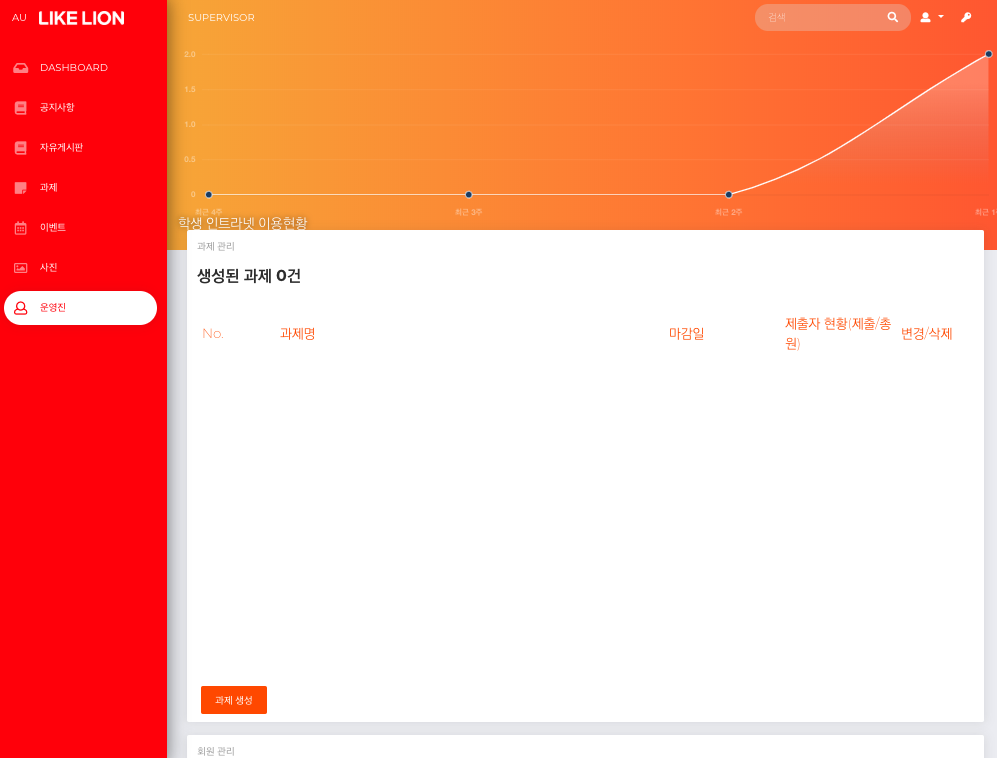 AU LIKE LION
DASHBOARD
공지사항
자유게시판
과제
이벤트
사진
운영진
SUPERVISOR
검색
2.0
1.5
1.0
0.5
0
최근 4주 최근 3주 최근 2주 최근 1
학생 인트라넷 이용현황
과제 관리
생성된 과제 0건
No. 과제명 마감일 제출자 현황(제출/총
원) 변경/삭제
과제 생성
회원 관리